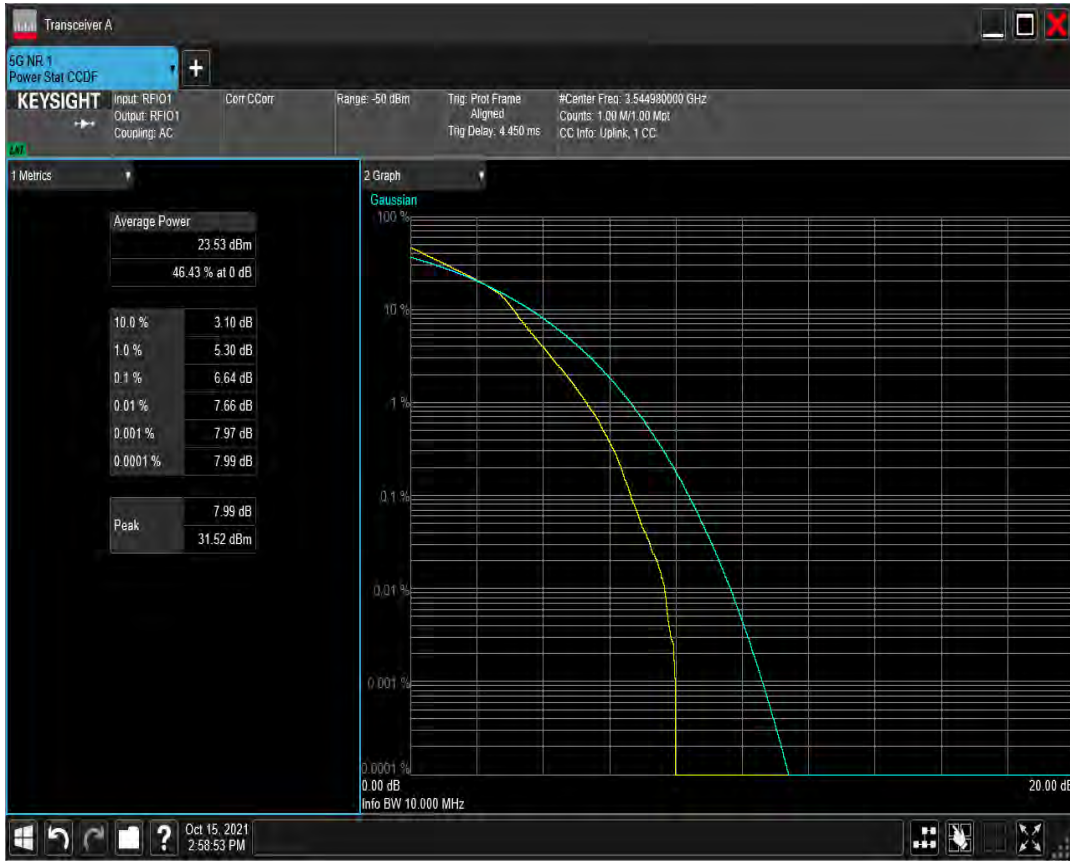 Transceiver A
5G NR 1
Power Stat CCDF
+
KEYSIGHT
Input: RFIO1
Output: RFIO1
Coupling: AC
Corr CCorr
Range: -50 dBm
Trig: Prot Frame
Aligned
Trig Delay: 4.450 ms
#Center Freq: 3.544980000 GHz
Counts: 1.00 M/1.00 Mpt
CC Info: Uplink, 1 CC
1 Metrics
Average Power
23.53 dBm
46.43 % at 0 dB
10.0 % 3.10 dB
1.0 % 5.30 dB
0.1 % 6.64 dB
0.01 % 7.66 dB
0.001 % 7.97 dB
0.0001 % 7.99 dB
Peak
7.99 dB
31.52 dBm
2 Graph
Gaussian
100 %
10 %
1 %
0.1 %
0.01 %
0.001 %
0.0001 %
0.00 dB
20.00 dB
Info BW 10.000 MHz
?
Oct 15, 2021
2:58:53 PM